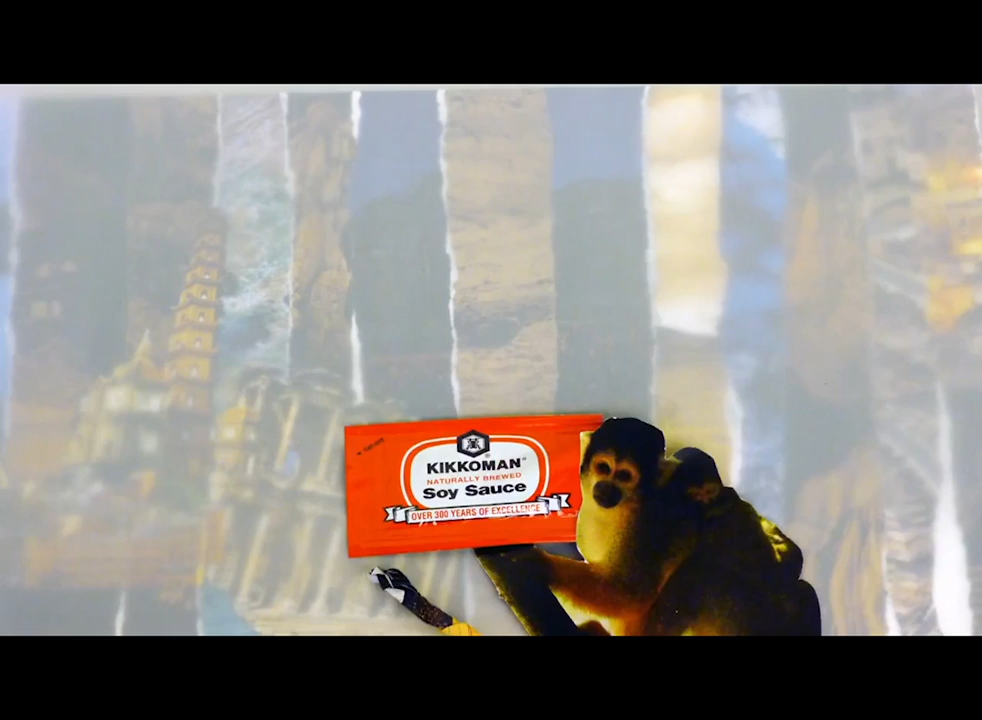 KIKKOMAN®
NATURALLY BREWED
Soy Sauce
OVER 300 YEARS OF EXCELLENCE